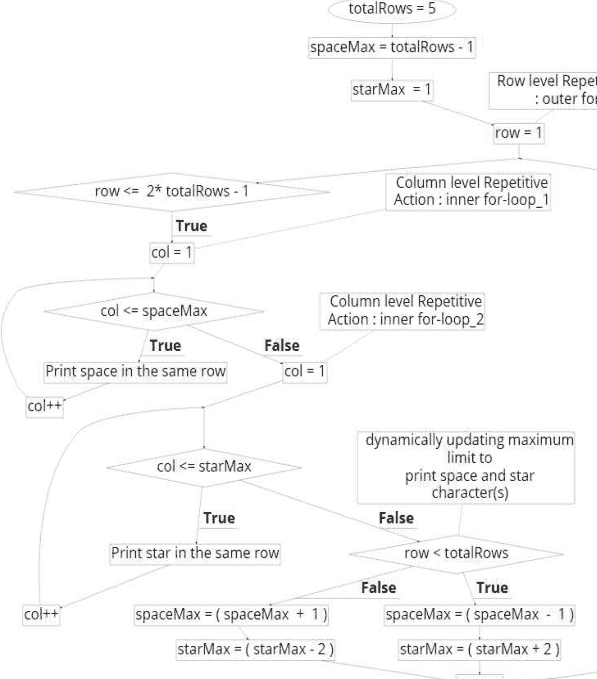 totalRows = 5
spaceMax = totalRows - 1
starMax = 1
Row level Repet
: outer for
row = 1
row <= 2* totalRows - 1
Column level Repetitive
Action : inner for-loop_1
True
col = 1
col <= spaceMax
Column level Repetitive
Action : inner for-loop_2
True
False
Print space in the same row
col = 1
col++
col <= starMax
dynamically updating maximum
limit to
print space and star
character(s)
True
False
Print star in the same row
row < totalRows
False
True
col++
spaceMax = ( spaceMax + 1 )
spaceMax = ( spaceMax - 1 )
starMax = ( starMax - 2 )
starMax = ( starMax + 2 )